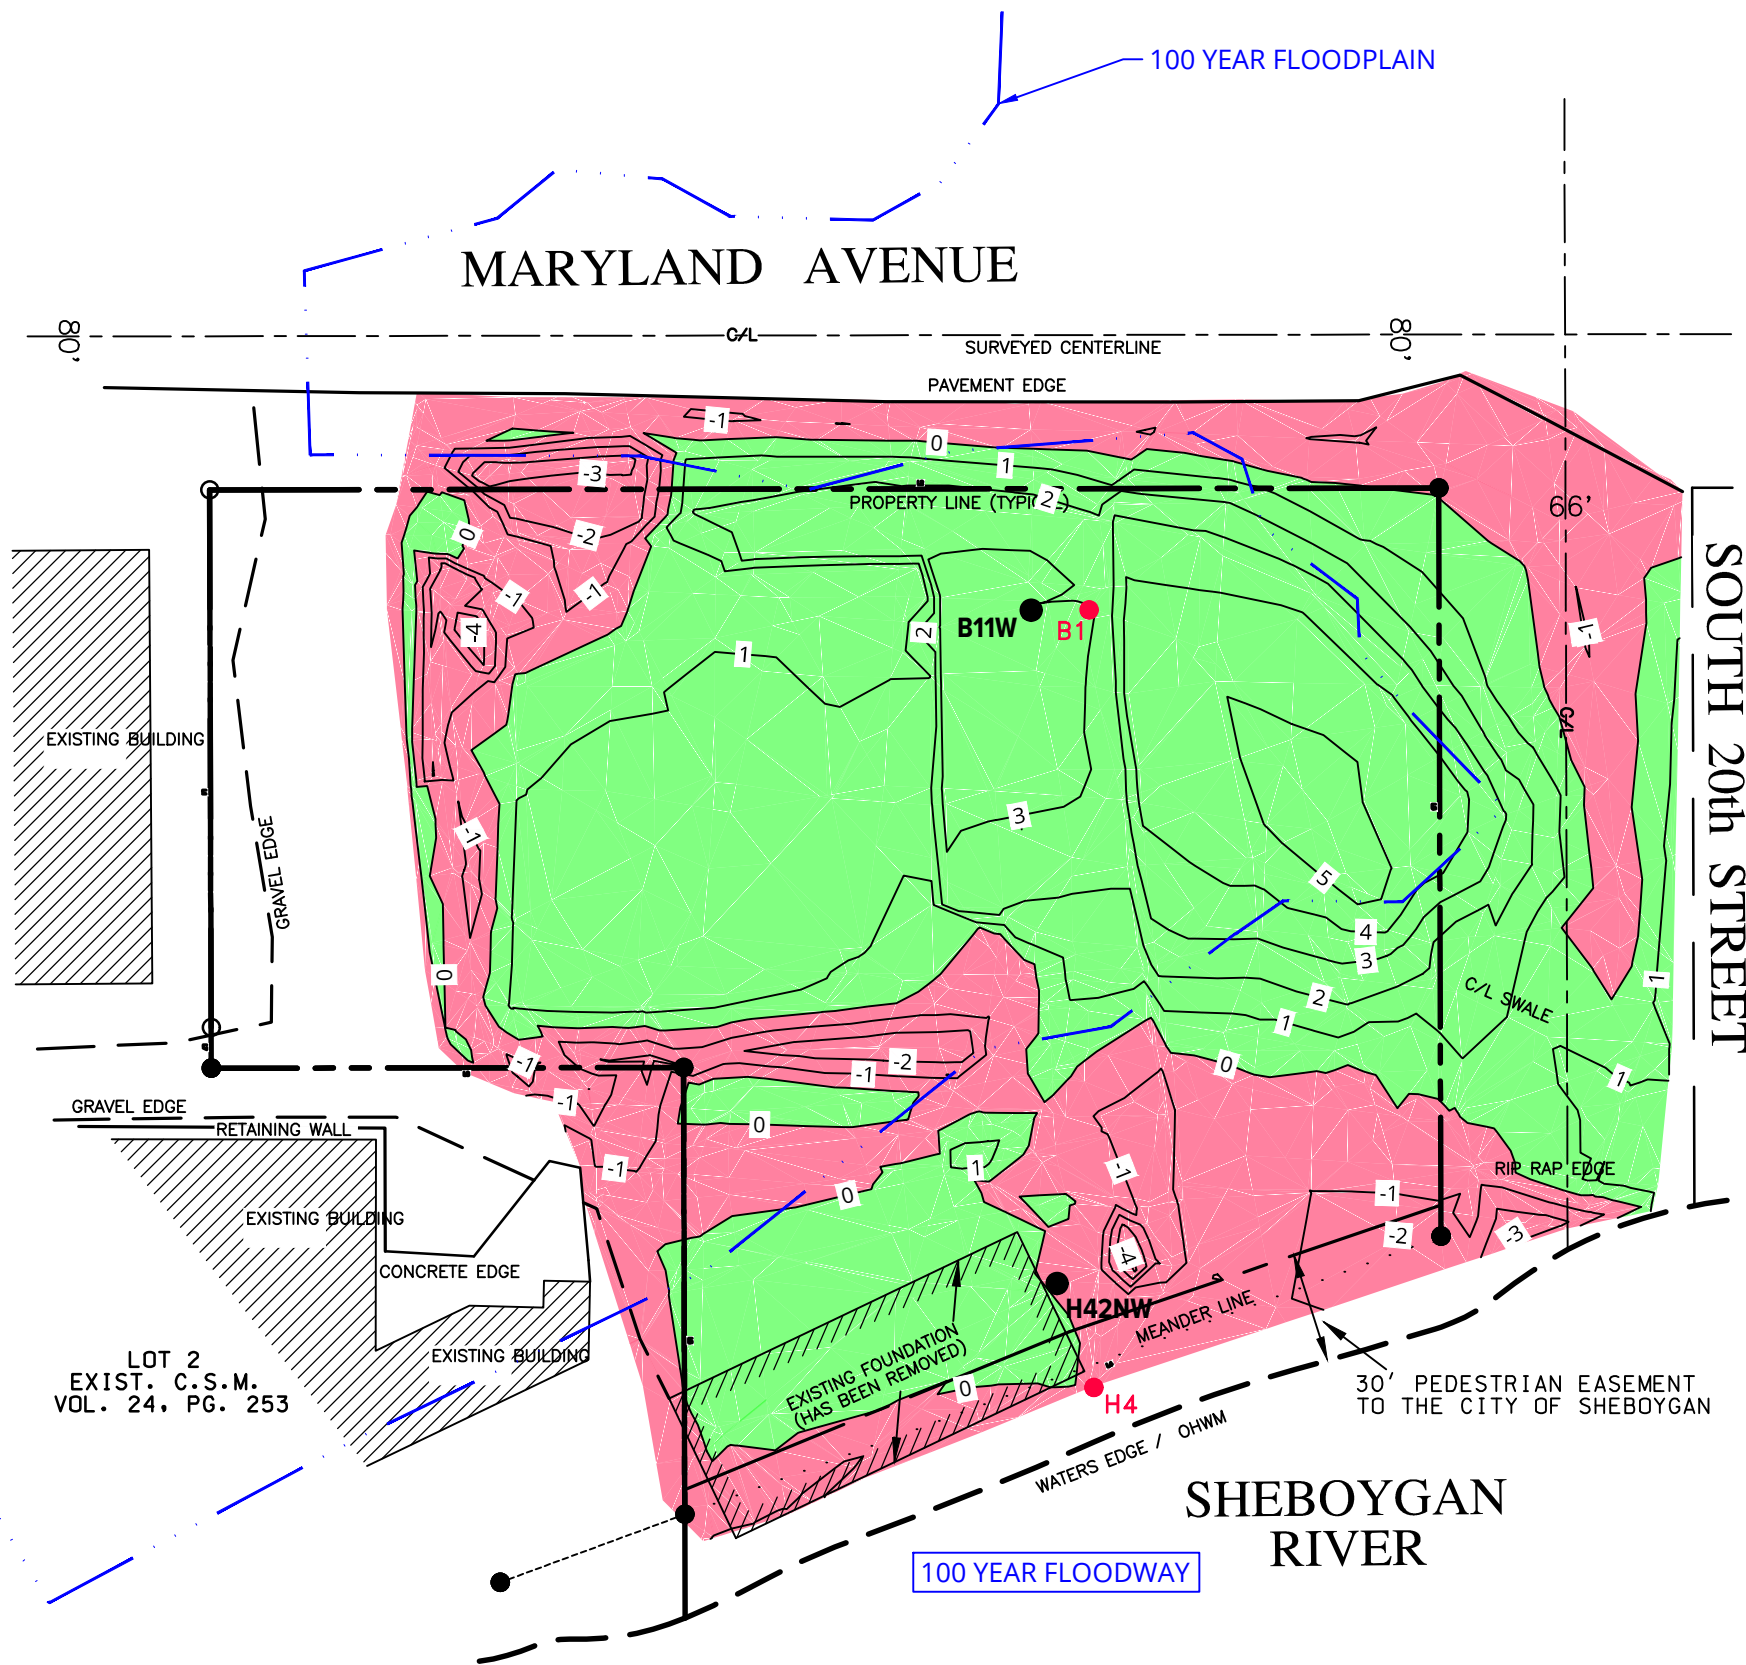 100 YEAR FLOODPLAIN
MARYLAND AVENUE
80'
C/L
80'
SURVEYED CENTERLINE
PAVEMENT EDGE
-1
0
1
-3
2
PROPERTY LINE (TYPIC
66'
0
-2
-1
-1
-4
B11W
B1
2
-1
1
SOUTH 20th STREET
C/L
EXISTING BUILDING
3
-1
GRAVEL EDGE
5
4
3
0
1
2
C/L SWALE
1
-1
-2
-1
0
1
-1
GRAVEL EDGE
RETAINING WALL
0
-1
1
-1
RIP RAP EDGE
0
-1
EXISTING BUILDING
-2
-3
-4
CONCRETE EDGE
H42NW
MEANDER LINE
EXISTING BUILDING
LOT 2
EXIST. C.S.M.
VOL. 24, PG. 253
EXISTING FOUNDATION
(HAS BEEN REMOVED)
0
H4
30' PEDESTRIAN EASEMENT
TO THE CITY OF SHEBOYGAN
WATERS EDGE / OHWM
SHEBOYGAN
RIVER
100 YEAR FLOODWAY